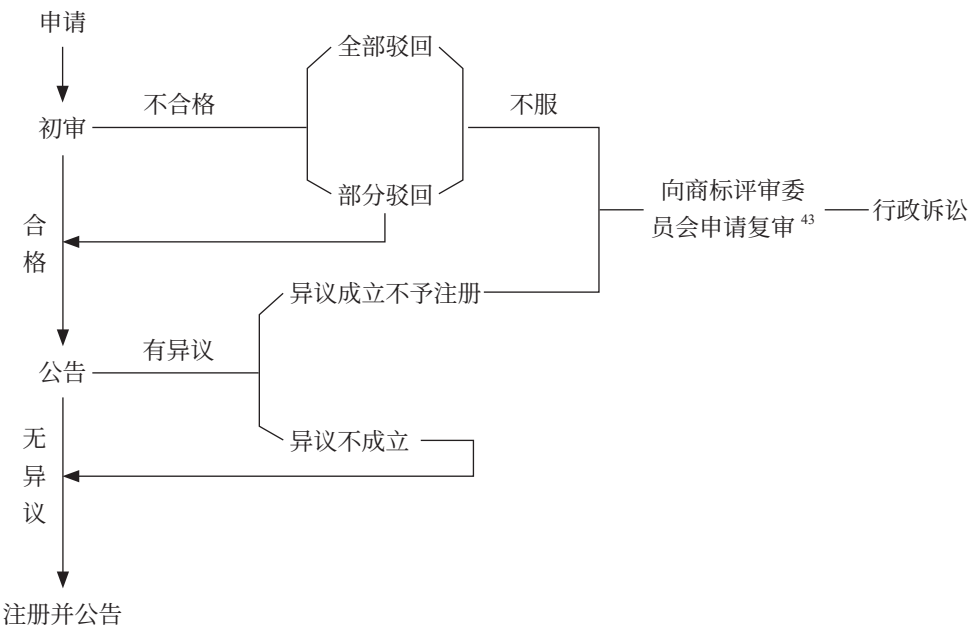 申请
全部驳回
不合格
不服
初审
部分驳回
向商标评审委
员会申请复审 43
行政诉讼
合格
异议成立不予注册
有异议
公告
异议不成立
无异议
注册并公告